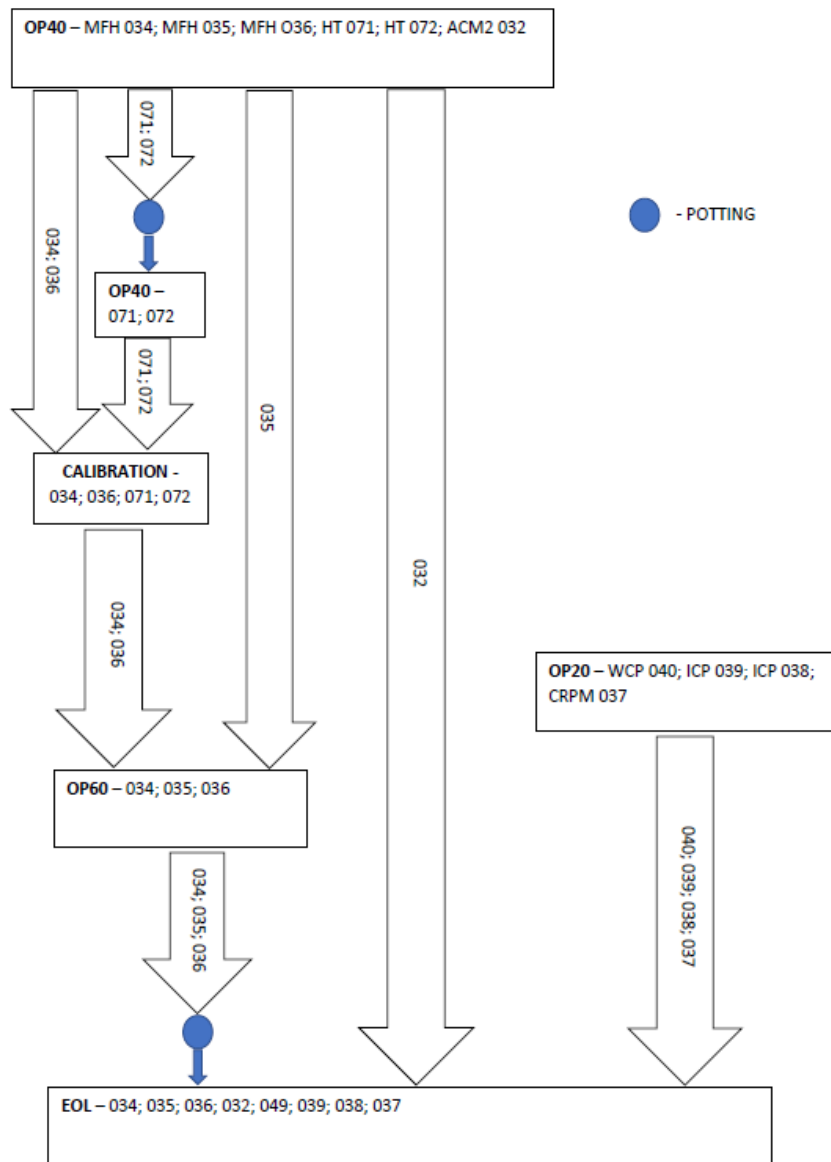 OP40 – MFH 034; MFH 035; MFH O36; HT 071; HT 072; ACM2 032
071; 072
034; 036
- POTTING
OP40 –
071; 072
071; 072
035
CALIBRATION -
034; 036; 071; 072
032
034; 036
OP20 – WCP 040; ICP 039; ICP 038;
CRPM 037
OP60 – 034; 035; 036
034; 035; 036
040; 039; 038; 037
EOL – 034; 035; 036; 032; 049; 039; 038; 037